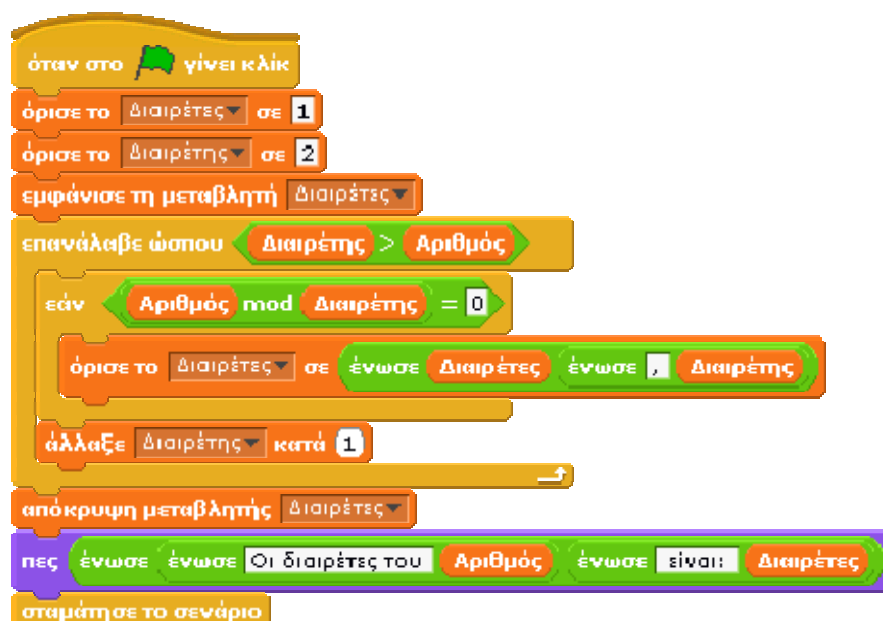 όταν στο γίνει κλίκ
όρισε το Διαιρέτες σε 1
όρισε το Διαιρέτης σε 2
εμφάνισε τη μεταβλητή Διαιρέτες
επανάλαβε ώσπου Διαιρέτης > Αριθμός
εάν Αριθμός mod Διαιρέτης = 0
όρισε το Διαιρέτες σε ένωσε Διαιρέτες ένωσε , Διαιρέτης
άλλαξε Διαιρέτης κατά 1
απόκρυψη μεταβλητής Διαιρέτες
πες ένωσε ένωσε Οι διαιρέτες του Αριθμός ένωσε είναι: Διαιρέτες
σταμάτησε το σενάριο